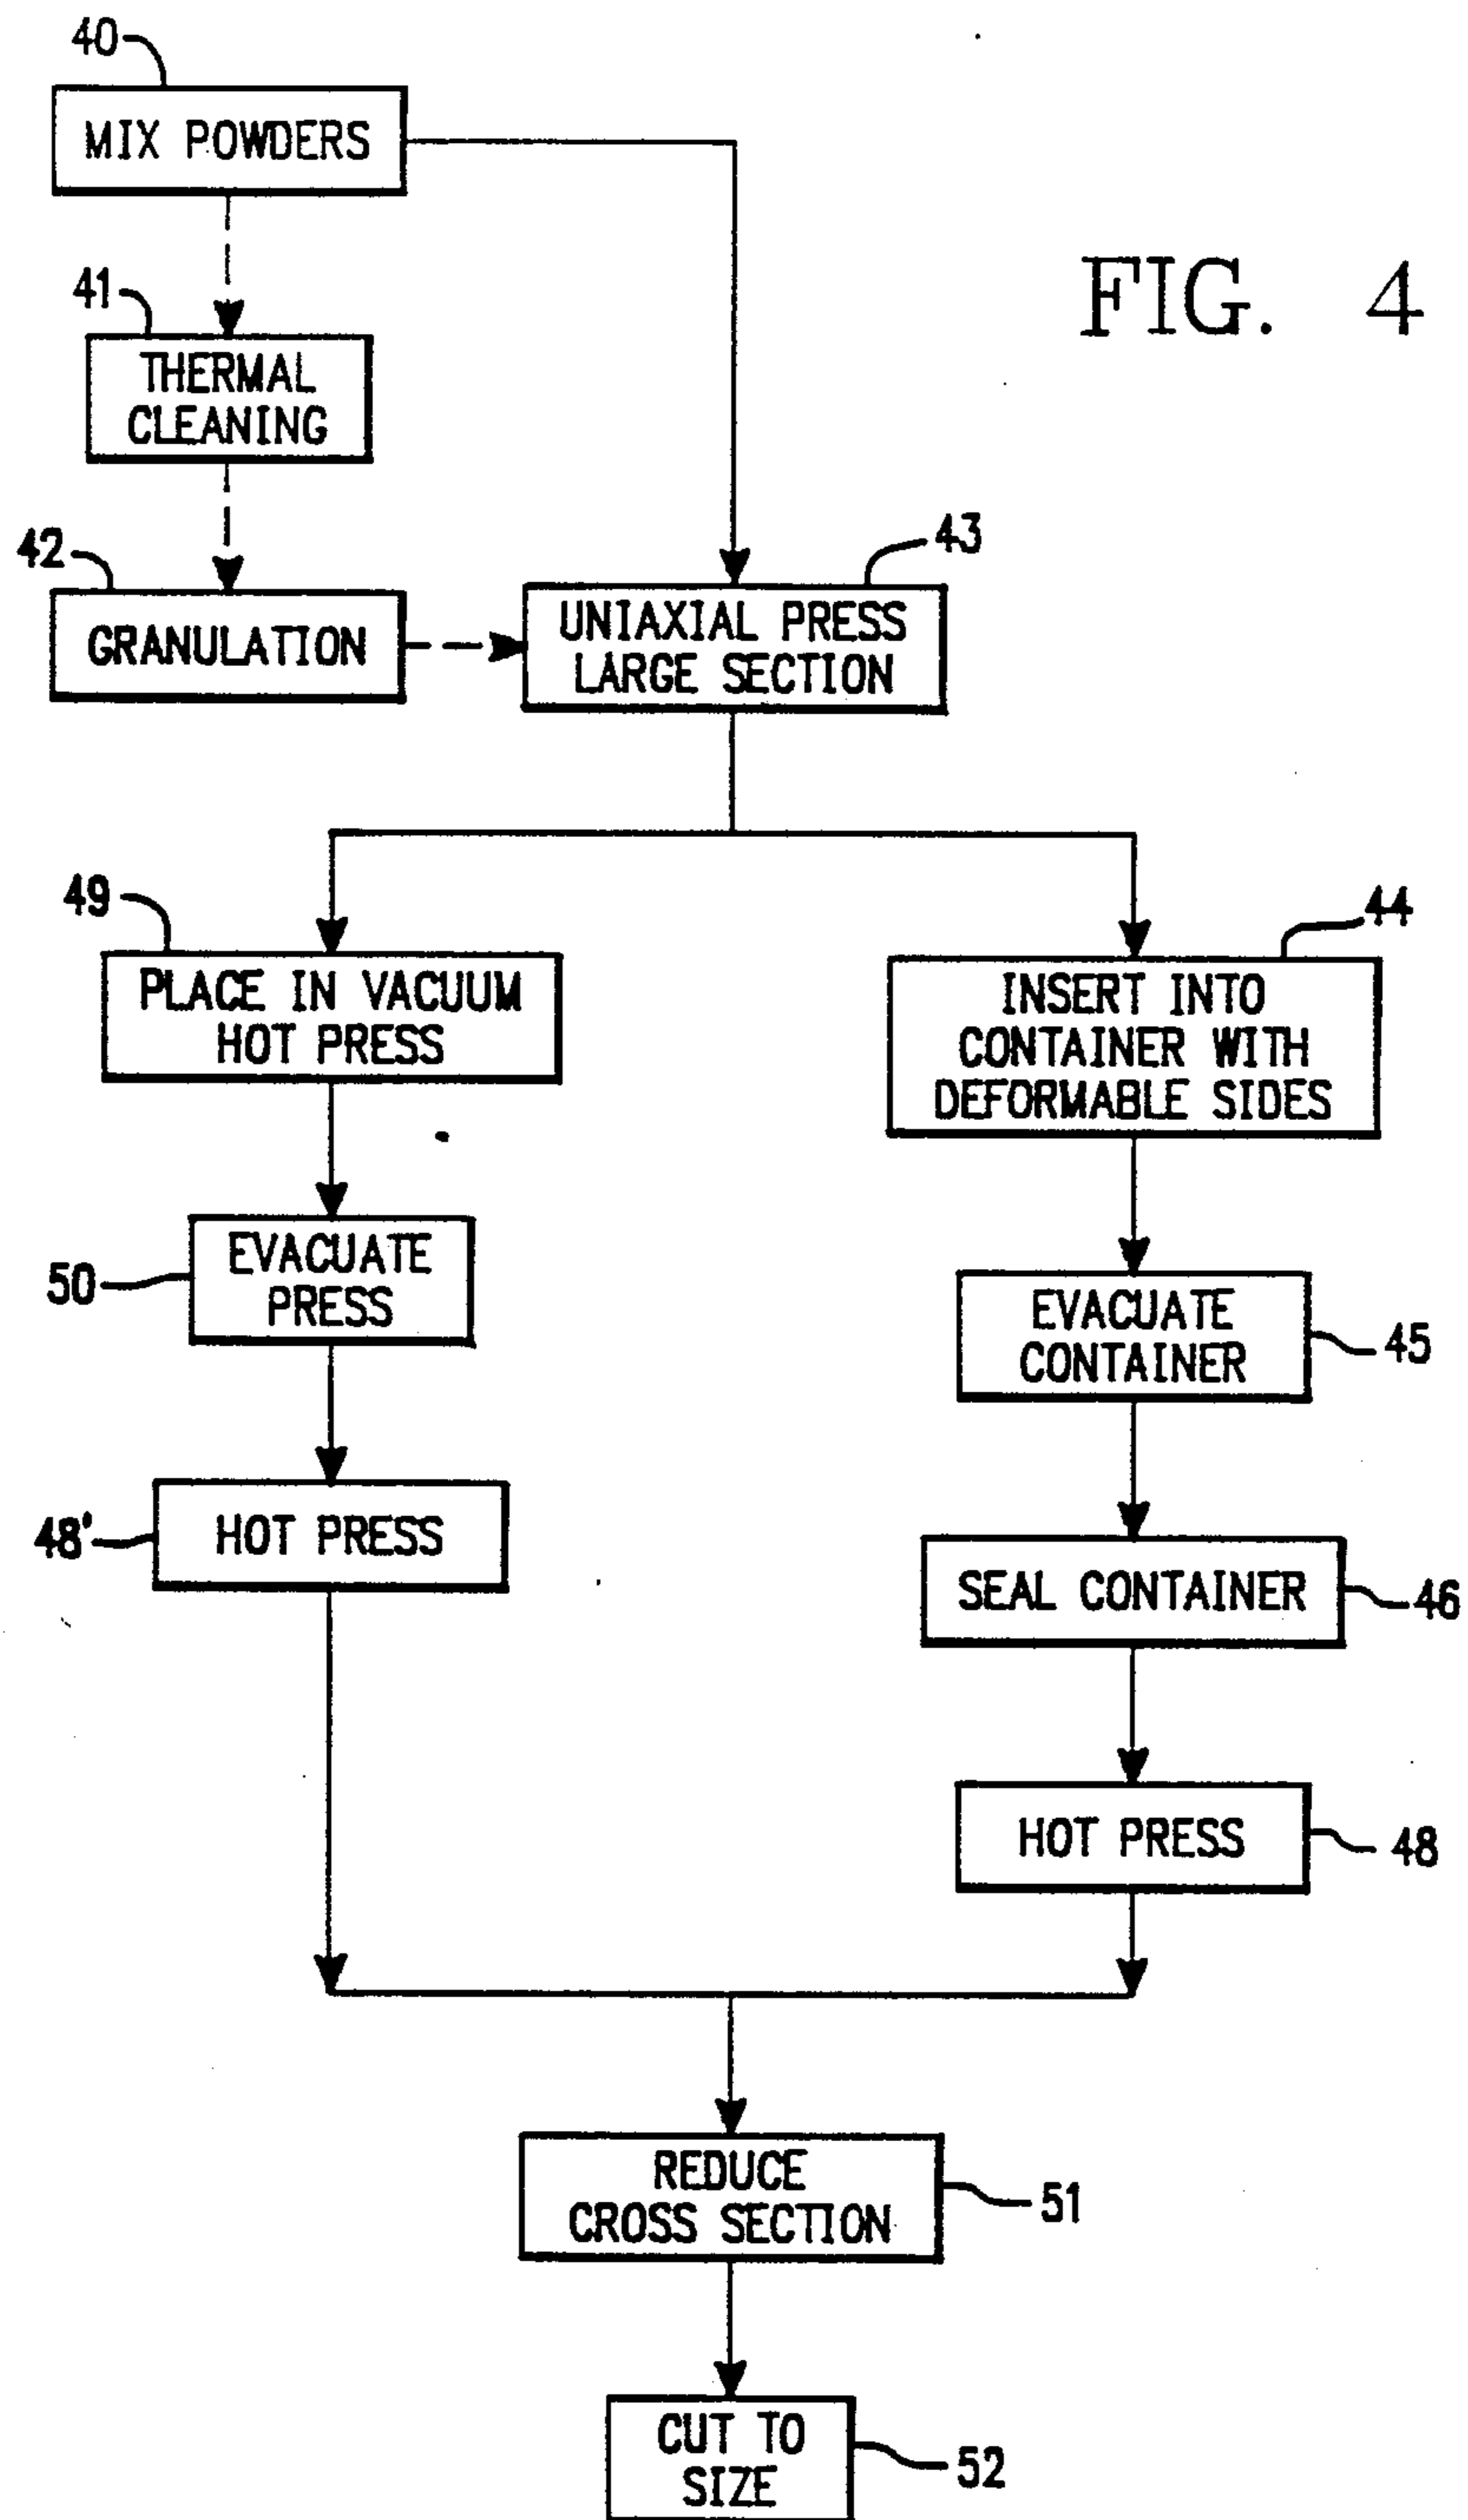 40
MIX POWDERS
FIG. 4
41
THERMAL
CLEANING
42
GRANULATION
43
UNIAXIAL PRESS
LARGE SECTION
49
PLACE IN VACUUM
HOT PRESS
44
INSERT INTO
CONTAINER WITH
DEFORMABLE SIDES
50
EVACUATE
PRESS
EVACUATE
CONTAINER
45
48'
HOT PRESS
SEAL CONTAINER
46
HOT PRESS
48
REDUCE
CROSS SECTION
51
CUT TO
SIZE
52